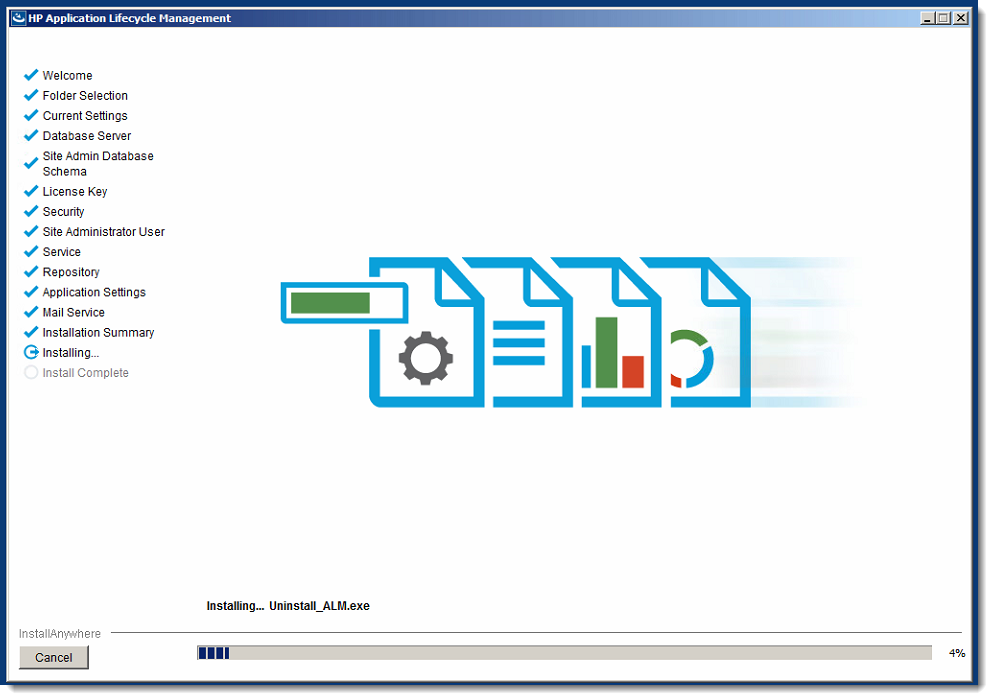 HP Application Lifecycle Management
Welcome
Folder Selection
Current Settings
Database Server
Site Admin Database
Schema
License Key
Security
Site Administrator User
Service
Repository
Application Settings
Mail Service
Installation Summary
Installing...
Install Complete
Installing... Uninstall_ALM.exe
InstallAnywhere
Cancel
4%